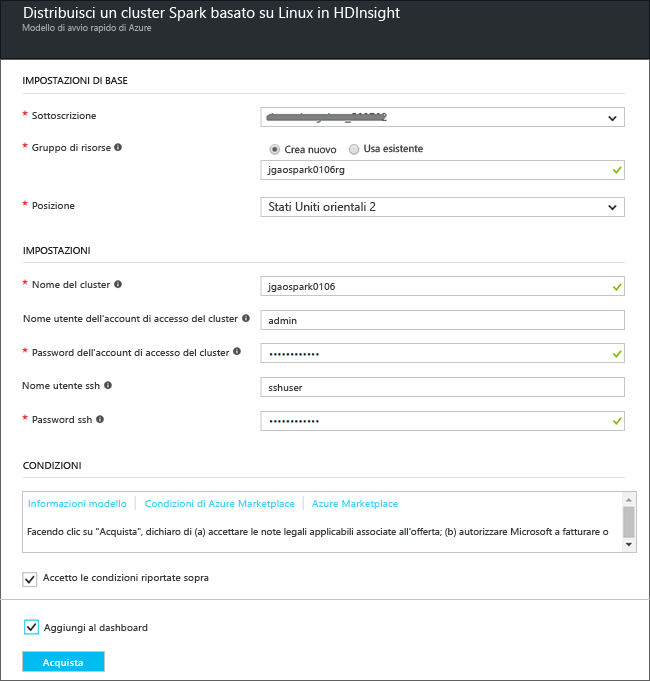 Distribuisci un cluster Spark basato su Linux in HDInsight
Modello di avvio rapido di Azure
IMPOSTAZIONI DI BASE
* Sottoscrizione
* Gruppo di risorse
Crea nuovo Usa esistente
jgaospark0106rg
* Posizione Stati Uniti orientali 2
IMPOSTAZIONI
* Nome del cluster jgaospark0106
Nome utente dell'account di accesso del cluster admin
* Password dell'account di accesso del cluster ••••••••••••
Nome utente ssh sshuser
* Password ssh ••••••••••••
CONDIZIONI
Informazioni modello Condizioni di Azure Marketplace Azure Marketplace
Facendo clic su "Acquista", dichiaro di (a) accettare le note legali applicabili associate all'offerta; (b) autorizzare Microsoft a fatturare o
Accetto le condizioni riportate sopra
Aggiungi al dashboard
Acquista